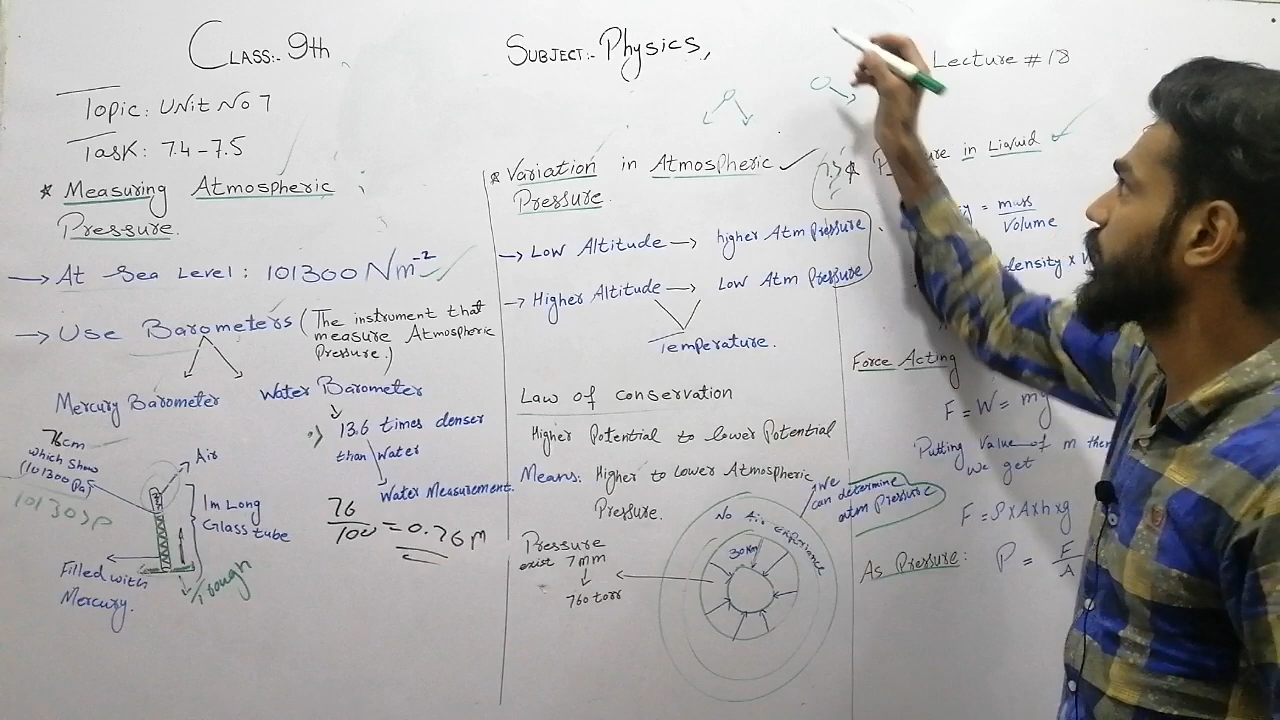 CLASS:- 9th
SUBJECT:- Physics,
Lecture # 18
Topic: UNit No 7
Task: 7.4-7.5
* Measuring Atmospheric
Pressure.
→ At Sea Level: 101300 Nm⁻²
→ Use Barometers (The instrument that
measure Atmospheric
Pressure.)
Mercury Barometer
Water Barometer
13.6 times denser
than water
Water Measurement.
76/100 = 0.76 m
76cm
which show
(101300 Pa)
Air
1m Long
Glass tube
Filled with
Mercury.
Trough
* Variation in Atmospheric
Pressure.
→ Low Altitude → higher Atm pressure
→ Higher Altitude → Low Atm Pressure
Temperature.
Law of conservation
Higher Potential to lower Potential
Means: Higher to lower Atmospheric
Pressure.
Pressure
exist 7mm
760 torr
No Air experiance
30km
we
can determine
atm Pressure
in Liquid
= mass
Volume
density x
Force Acting
F = W = mg
Putting Value of m then
we get
F = ρxAxhxg
As Pressure: P = F/A